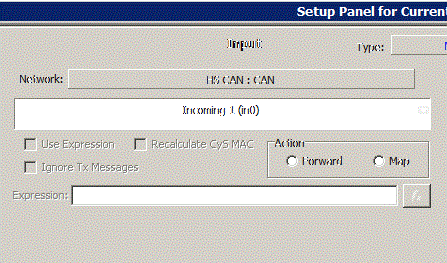 Setup Panel for Current
Input:
Type:
Network: HS CAN : CAN
Incoming 1 (in0)
Use Expression
Recalculate CyS MAC
Action
Ignore Tx Messages
Forward
Map
Expression: